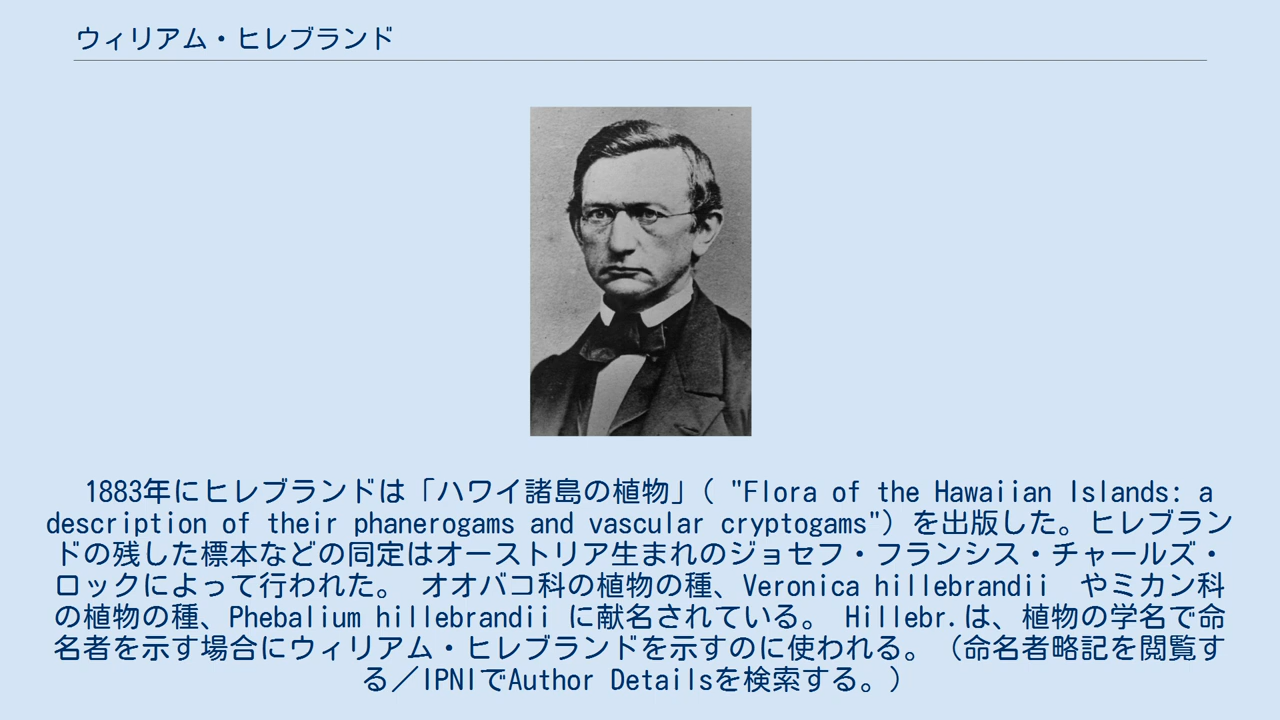 ウィリアム・ヒレブランド
1883年にヒレブランドは「ハワイ諸島の植物」( "Flora of the Hawaiian Islands: a
description of their phanerogams and vascular cryptogams"）を出版した。ヒレブラン
ドの残した標本などの同定はオーストリア生まれのジョセフ・フランシス・チャールズ・
ロックによって行われた。 オオバコ科の植物の種、Veronica hillebrandii　やミカン科
の植物の種、Phebalium hillebrandii に献名されている。 Hillebr.は、植物の学名で命
名者を示す場合にウィリアム・ヒレブランドを示すのに使われる。（命名者略記を閲覧す
る／IPNIでAuthor Detailsを検索する。）